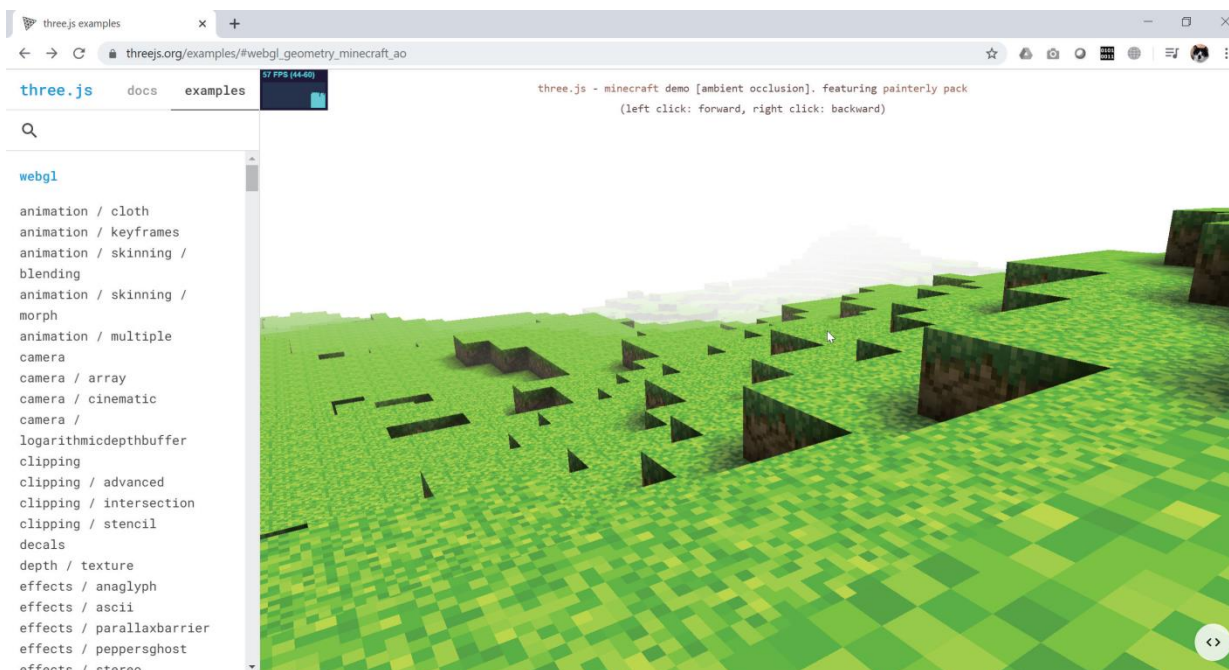 three.js examples
threejs.org/examples/#webgl_geometry_minecraft_ao
three.js docs examples
57 FPS (44-60)
three.js - minecraft demo [ambient occlusion]. featuring painterly pack
(left click: forward, right click: backward)
webgl
animation / cloth
animation / keyframes
animation / skinning /
blending
animation / skinning /
morph
animation / multiple
camera
camera / array
camera / cinematic
camera /
logarithmicdepthbuffer
clipping
clipping / advanced
clipping / intersection
clipping / stencil
decals
depth / texture
effects / anaglyph
effects / ascii
effects / parallaxbarrier
effects / peppersghost
effects / stereo